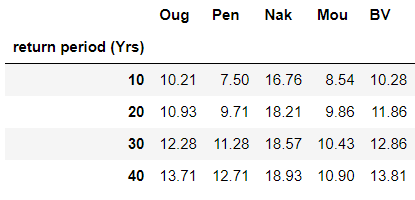 Oug Pen Nak Mou BV
return period (Yrs)
10 10.21 7.50 16.76 8.54 10.28
20 10.93 9.71 18.21 9.86 11.86
30 12.28 11.28 18.57 10.43 12.86
40 13.71 12.71 18.93 10.90 13.81